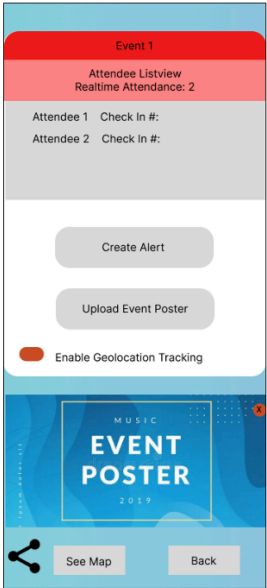 Event 1
Attendee Listview
Realtime Attendance: 2
Attendee 1 Check In #:
Attendee 2 Check In #:
Create Alert
Upload Event Poster
Enable Geolocation Tracking
X
MUSIC
EVENT
POSTER
2019
See Map
Back